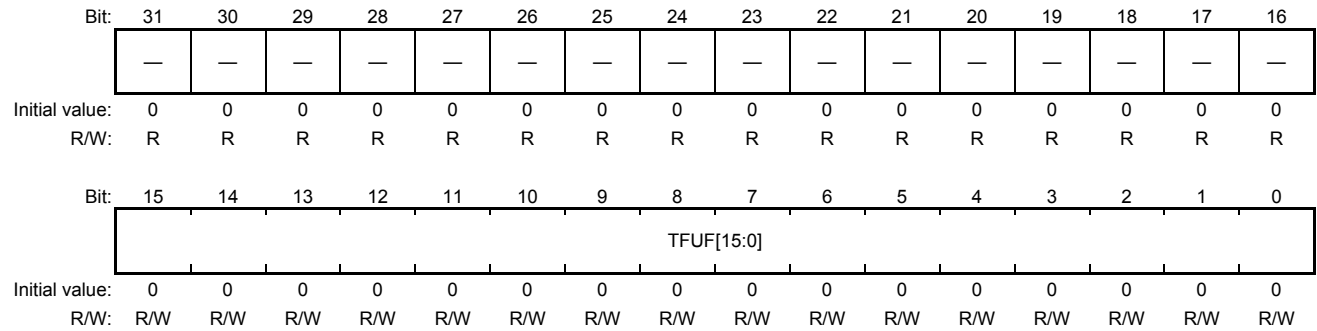 Bit: 31 30 29 28 27 26 25 24 23 22 21 20 19 18 17 16
— — — — — — — — — — — — — — — —
Initial value: 0 0 0 0 0 0 0 0 0 0 0 0 0 0 0 0
R/W: R R R R R R R R R R R R R R R R
Bit: 15 14 13 12 11 10 9 8 7 6 5 4 3 2 1 0
TFUF[15:0]
Initial value: 0 0 0 0 0 0 0 0 0 0 0 0 0 0 0 0
R/W: R/W R/W R/W R/W R/W R/W R/W R/W R/W R/W R/W R/W R/W R/W R/W R/W